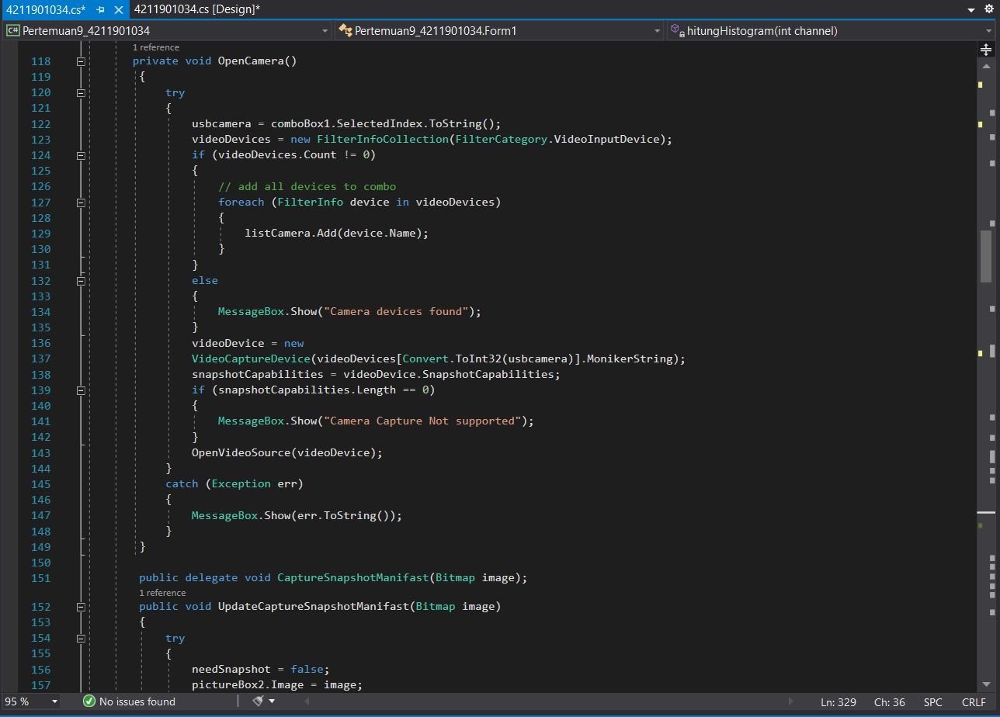 4211901034.cs*
4211901034.cs [Design]*
C# Pertemuan9_4211901034
Pertemuan9_4211901034.Form1
hitungHistogram(int channel)
1 reference
118 private void OpenCamera()
119 {
120 try
121 {
122 usbcamera = comboBox1.SelectedIndex.ToString();
123 videoDevices = new FilterInfoCollection(FilterCategory.VideoInputDevice);
124 if (videoDevices.Count != 0)
125 {
126 // add all devices to combo
127 foreach (FilterInfo device in videoDevices)
128 {
129 listCamera.Add(device.Name);
130 }
131 }
132 else
133 {
134 MessageBox.Show("Camera devices found");
135 }
136 videoDevice = new
137 VideoCaptureDevice(videoDevices[Convert.ToInt32(usbcamera)].MonikerString);
138 snapshotCapabilities = videoDevice.SnapshotCapabilities;
139 if (snapshotCapabilities.Length == 0)
140 {
141 MessageBox.Show("Camera Capture Not supported");
142 }
143 OpenVideoSource(videoDevice);
144 }
145 catch (Exception err)
146 {
147 MessageBox.Show(err.ToString());
148 }
149 }
150
151 public delegate void CaptureSnapshotManifast(Bitmap image);
1 reference
152 public void UpdateCaptureSnapshotManifast(Bitmap image)
153 {
154 try
155 {
156 needSnapshot = false;
157 pictureBox2.Image = image;
95 %
No issues found
Ln: 329 Ch: 36 SPC CRLF